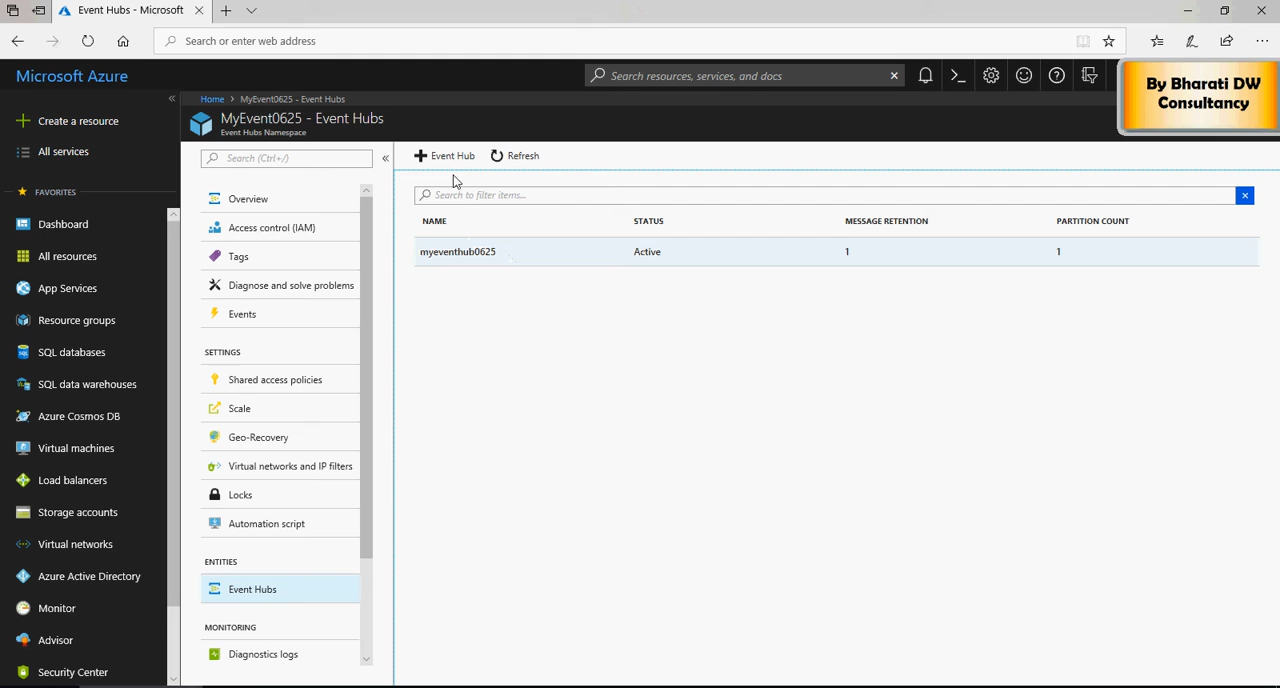 Event Hubs - Microsoft
Search or enter web address
Microsoft Azure
Search resources, services, and docs
By Bharati DW
Consultancy
Create a resource
All services
FAVORITES
Dashboard
All resources
App Services
Resource groups
SQL databases
SQL data warehouses
Azure Cosmos DB
Virtual machines
Load balancers
Storage accounts
Virtual networks
Azure Active Directory
Monitor
Advisor
Security Center
Home > MyEvent0625 - Event Hubs
MyEvent0625 - Event Hubs
Event Hubs Namespace
Search (Ctrl+/)
Overview
Access control (IAM)
Tags
Diagnose and solve problems
Events
SETTINGS
Shared access policies
Scale
Geo-Recovery
Virtual networks and IP filters
Locks
Automation script
ENTITIES
Event Hubs
MONITORING
Diagnostics logs
Event Hub Refresh
Search to filter items...
NAME STATUS MESSAGE RETENTION PARTITION COUNT
myeventhub0625 Active 1 1